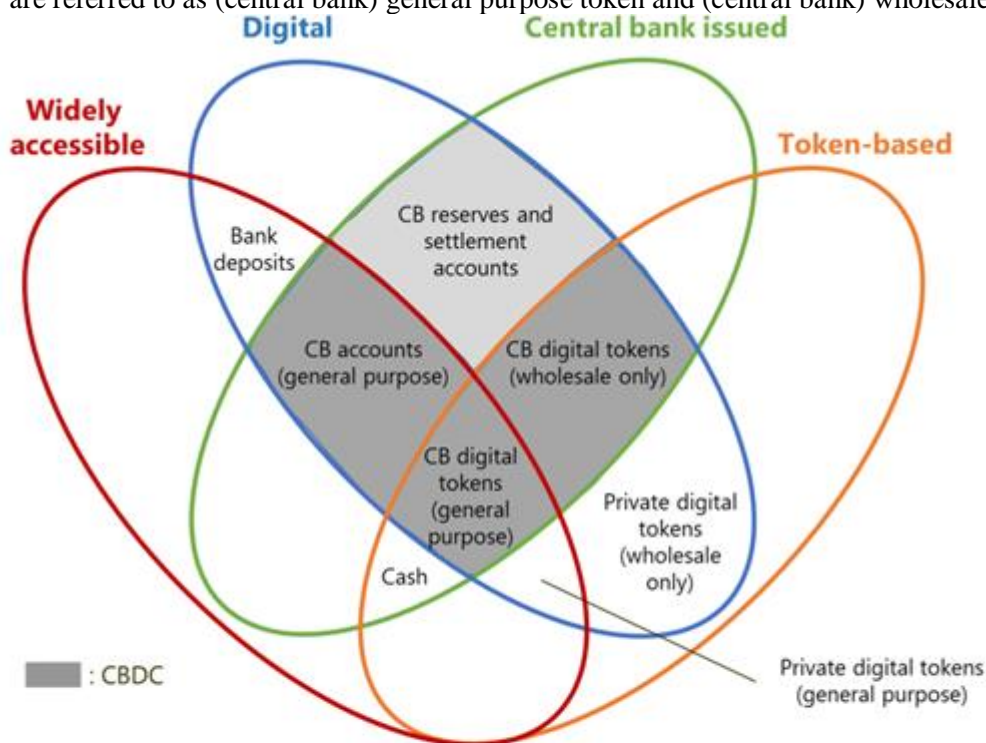 are referred to as (central bank) general purpose token and (central bank) wholesale
Digital
Central bank issued
Widely
accessible
Token-based
Bank
deposits
CB reserves and
settlement
accounts
CB accounts
(general purpose)
CB digital tokens
(wholesale only)
CB digital
tokens
(general
purpose)
Private digital
tokens
(wholesale
only)
Cash
Private digital tokens
(general purpose)
: CBDC